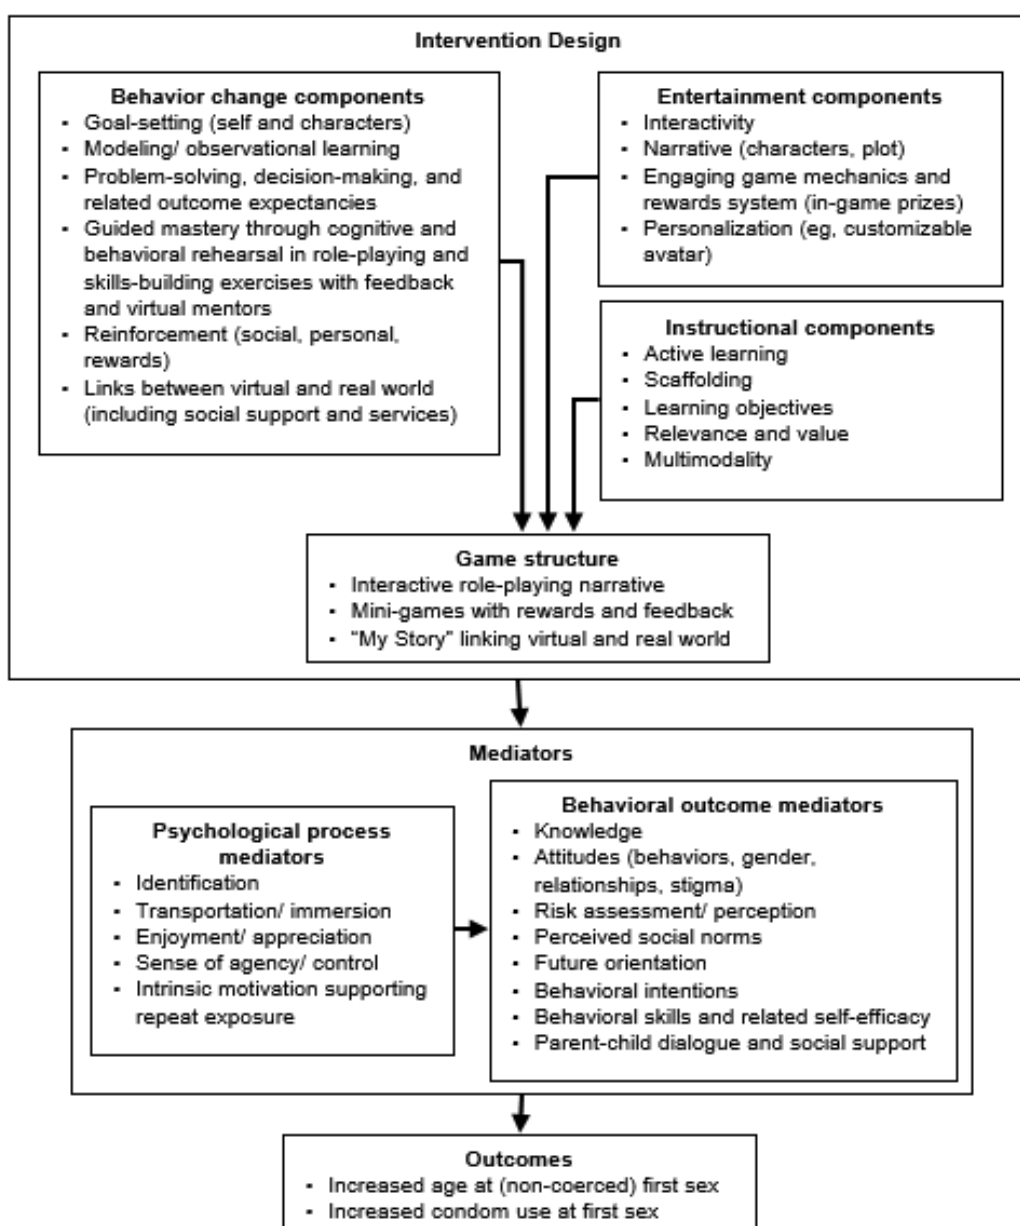 Intervention Design
Behavior change components
▪ Goal-setting (self and characters)
▪ Modeling/ observational learning
▪ Problem-solving, decision-making, and
related outcome expectancies
▪ Guided mastery through cognitive and
behavioral rehearsal in role-playing and
skills-building exercises with feedback
and virtual mentors
▪ Reinforcement (social, personal,
rewards)
▪ Links between virtual and real world
(including social support and services)
Entertainment components
▪ Interactivity
▪ Narrative (characters, plot)
▪ Engaging game mechanics and
rewards system (in-game prizes)
▪ Personalization (eg, customizable
avatar)
Instructional components
▪ Active learning
▪ Scaffolding
▪ Learning objectives
▪ Relevance and value
▪ Multimodality
Game structure
▪ Interactive role-playing narrative
▪ Mini-games with rewards and feedback
▪ “My Story” linking virtual and real world
Mediators
Psychological process
mediators
▪ Identification
▪ Transportation/ immersion
▪ Enjoyment/ appreciation
▪ Sense of agency/ control
▪ Intrinsic motivation supporting
repeat exposure
Behavioral outcome mediators
▪ Knowledge
▪ Attitudes (behaviors, gender,
relationships, stigma)
▪ Risk assessment/ perception
▪ Perceived social norms
▪ Future orientation
▪ Behavioral intentions
▪ Behavioral skills and related self-efficacy
▪ Parent-child dialogue and social support
Outcomes
▪ Increased age at (non-coerced) first sex
▪ Increased condom use at first sex